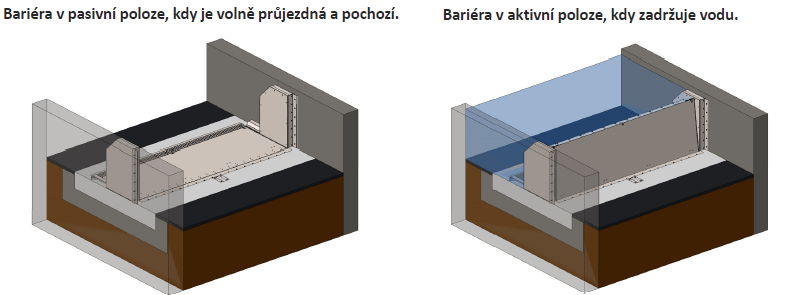 Bariéra v pasivní poloze, kdy je volně průjezdná a pochozí.
Bariéra v aktivní poloze, kdy zadržuje vodu.